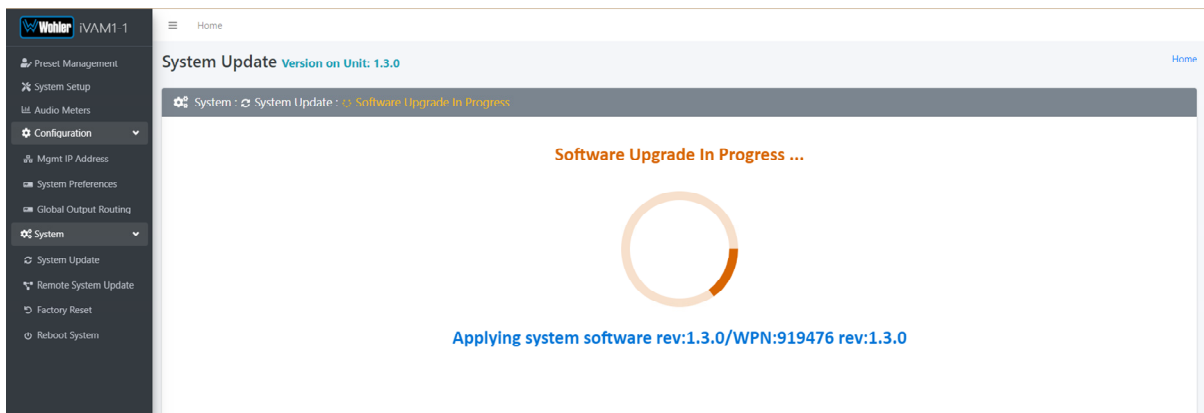 Wohler iVAM1-1
Home
Preset Management
System Setup
Audio Meters
Configuration
Mgmt IP Address
System Preferences
Global Output Routing
System
System Update
Remote System Update
Factory Reset
Reboot System
System Update Version on Unit: 1.3.0
Home
System : System Update : Software Upgrade In Progress
Software Upgrade In Progress ...
Applying system software rev:1.3.0/WPN:919476 rev:1.3.0